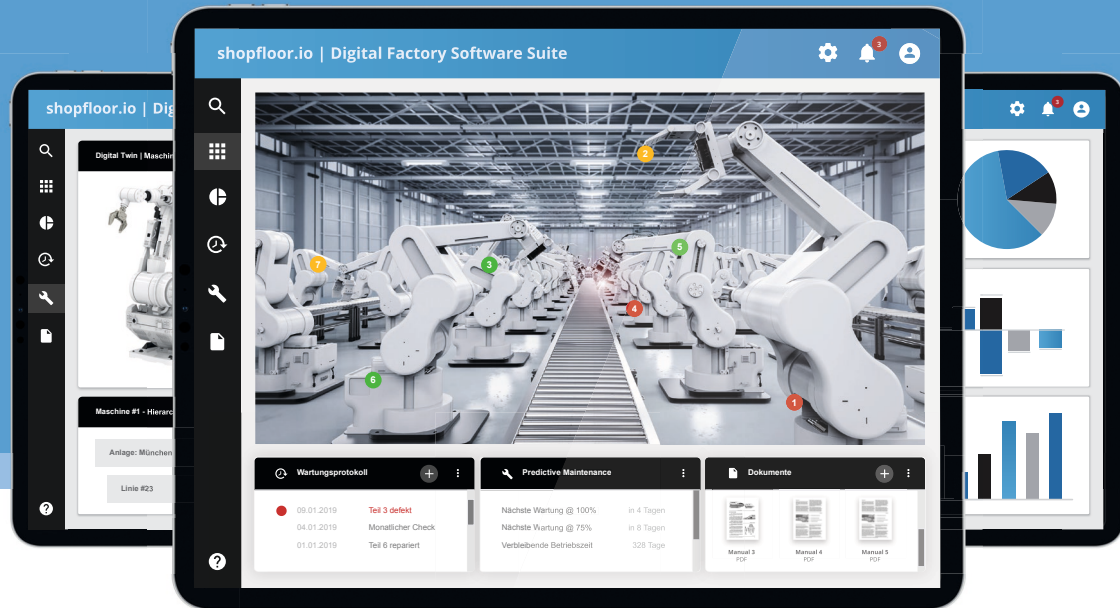 shopfloor.io | Digital Factory Software Suite
3
2
5
3
7
4
6
1
Wartungsprotokoll
09.01.2019 Teil 3 defekt
04.01.2019 Monatlicher Check
01.01.2019 Teil 6 repariert
Predictive Maintenance
Nächste Wartung @ 100% in 4 Tagen
Nächste Wartung @ 75% in 8 Tagen
Verbleibende Betriebszeit 328 Tage
Dokumente
Manual 3
PDF
Manual 4
PDF
Manual 5
PDF
shopfloor.io | Dig
Digital Twin | Maschin
Maschine #1 - Hierarc
Anlage: München
Linie #23
3